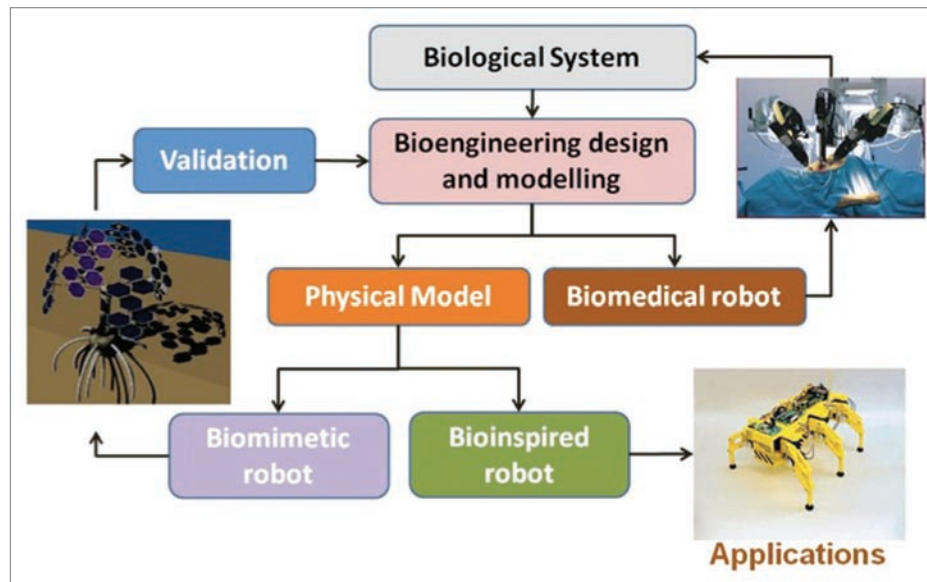 Biological System
Validation
Bioengineering design
and modelling
Physical Model
Biomedical robot
Biomimetic
robot
Bioinspired
robot
Applications